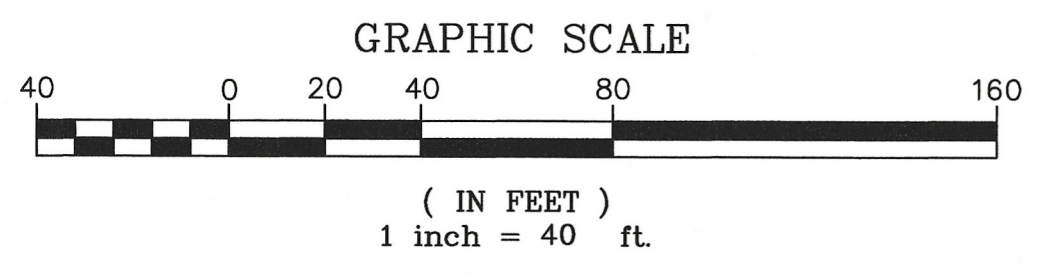 GRAPHIC SCALE
40 0 20 40 80 160
( IN FEET )
1 inch = 40 ft.